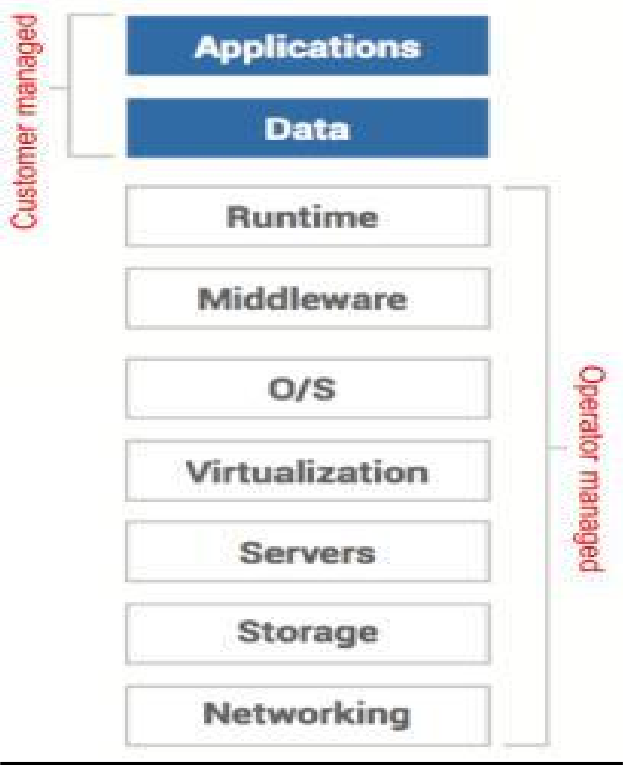 Customer managed
Applications
Data
Runtime
Middleware
O/S
Virtualization
Servers
Storage
Networking
Operator managed